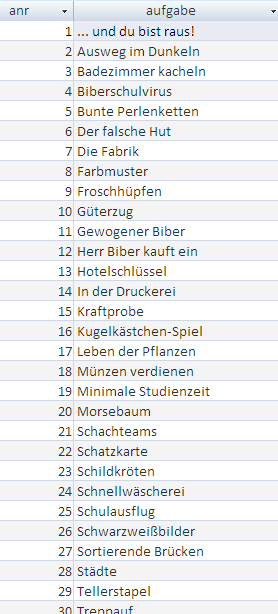 anr aufgabe
1 ... und du bist raus!
2 Ausweg im Dunkeln
3 Badezimmer kacheln
4 Biberschulvirus
5 Bunte Perlenketten
6 Der falsche Hut
7 Die Fabrik
8 Farbmuster
9 Froschhüpfen
10 Güterzug
11 Gewogener Biber
12 Herr Biber kauft ein
13 Hotelschlüssel
14 In der Druckerei
15 Kraftprobe
16 Kugelkästchen-Spiel
17 Leben der Pflanzen
18 Münzen verdienen
19 Minimale Studienzeit
20 Morsebaum
21 Schachteams
22 Schatzkarte
23 Schildkröten
24 Schnellwäscherei
25 Schulausflug
26 Schwarzweißbilder
27 Sortierende Brücken
28 Städte
29 Tellerstapel
30 Treppauf